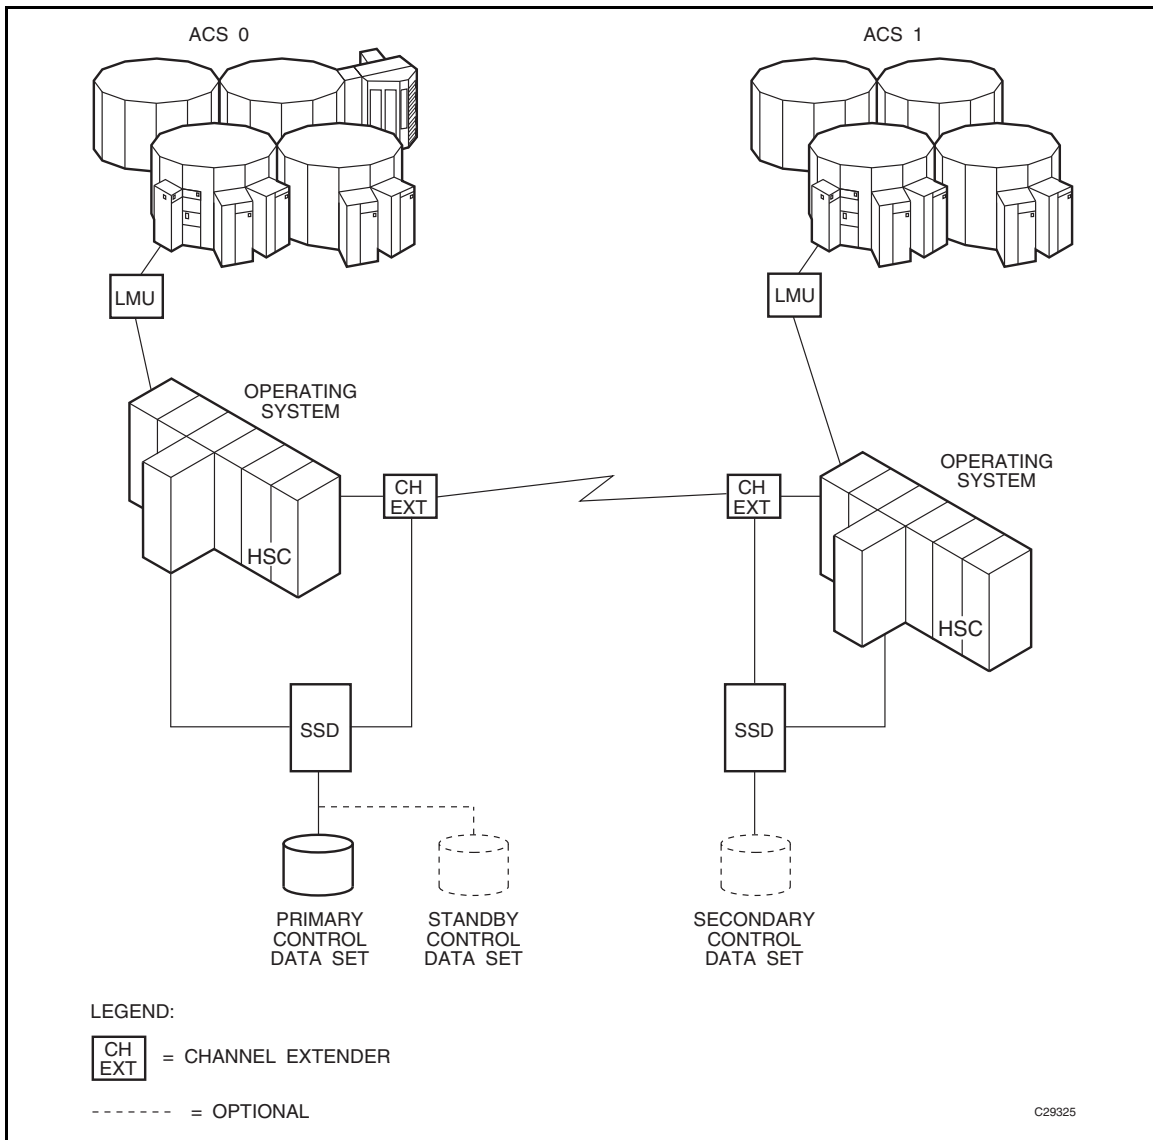 ACS 0
ACS 1
LMU
LMU
OPERATING
SYSTEM
OPERATING
SYSTEM
CH
EXT
CH
EXT
HSC
HSC
SSD
SSD
PRIMARY
CONTROL
DATA SET
STANDBY
CONTROL
DATA SET
SECONDARY
CONTROL
DATA SET
LEGEND:
CH
EXT
= CHANNEL EXTENDER
------- = OPTIONAL
C29325